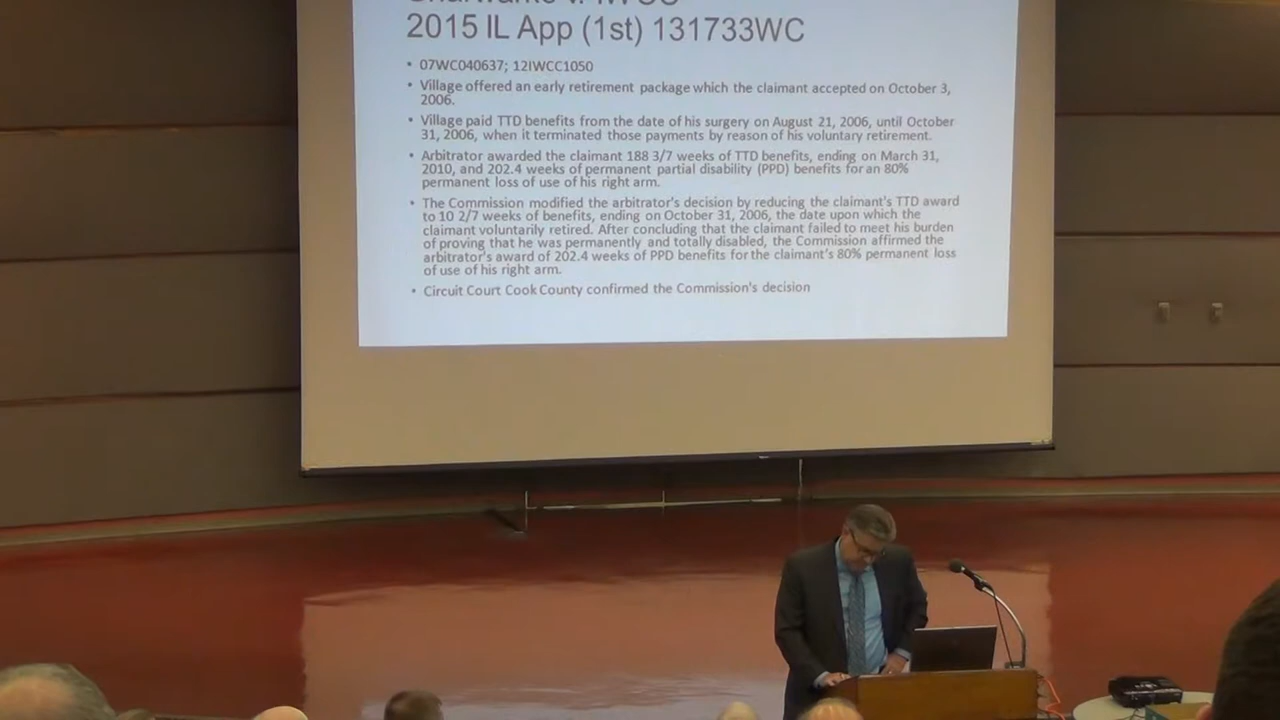 2015 IL App (1st) 131733WC
• 07WC040637; 12IWCC1050
• Village offered an early retirement package which the claimant accepted on October 3,
2006.
• Village paid TTD benefits from the date of his surgery on August 21, 2006, until October
31, 2006, when it terminated those payments by reason of his voluntary retirement.
• Arbitrator awarded the claimant 188 3/7 weeks of TTD benefits, ending on March 31,
2010, and 202.4 weeks of permanent partial disability (PPD) benefits for an 80%
permanent loss of use of his right arm.
• The Commission modified the arbitrator's decision by reducing the claimant's TTD award
to 10 2/7 weeks of benefits, ending on October 31, 2006, the date upon which the
claimant voluntarily retired. After concluding that the claimant failed to meet his burden
of proving that he was permanently and totally disabled, the Commission affirmed the
arbitrator's award of 202.4 weeks of PPD benefits for the claimant's 80% permanent loss
of use of his right arm.
• Circuit Court Cook County confirmed the Commission's decision